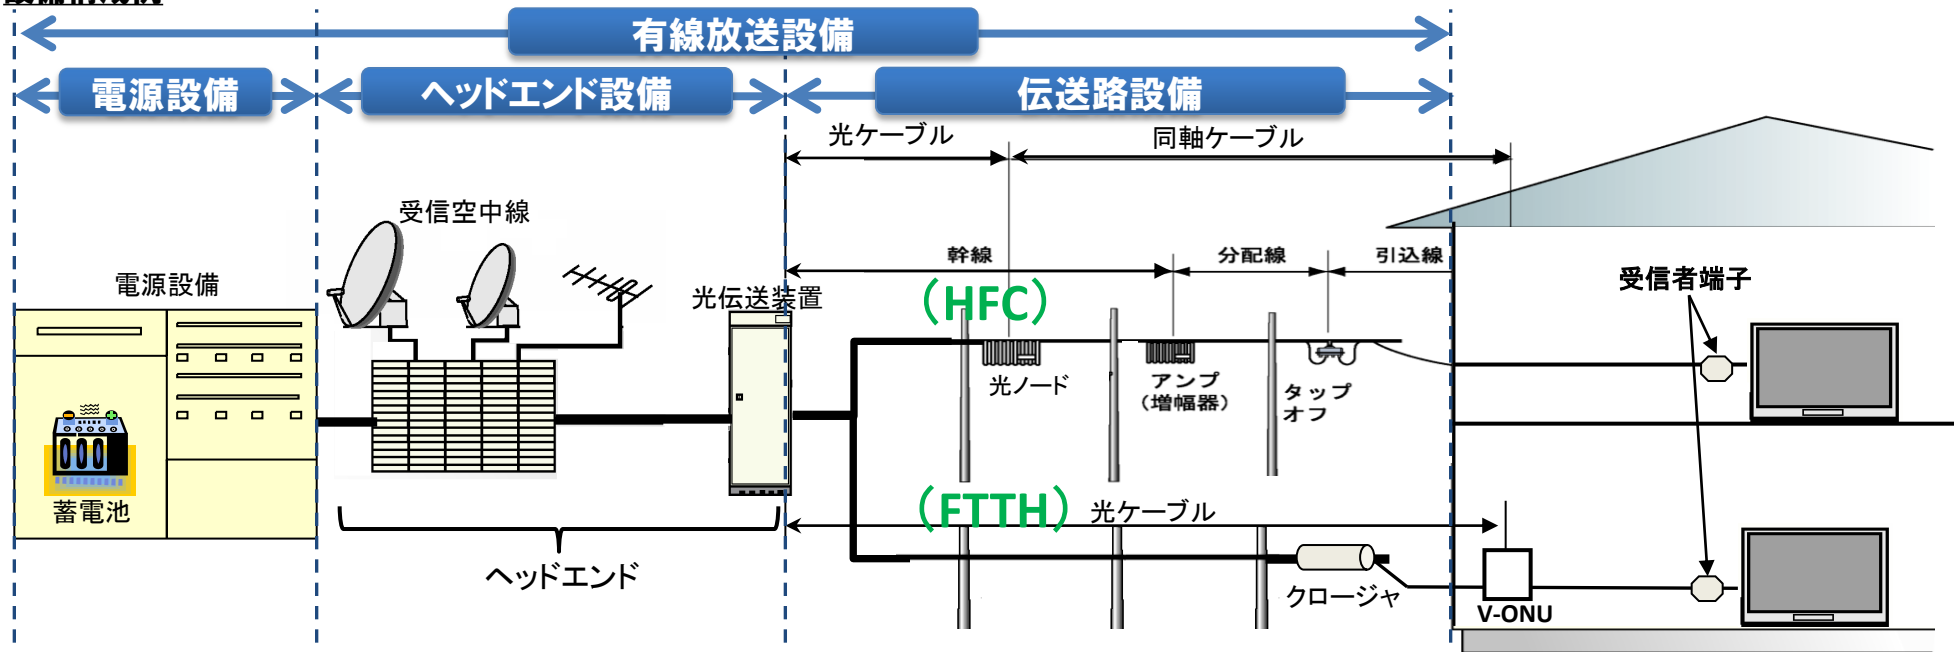 有線放送設備
電源設備
ヘッドエンド設備
伝送路設備
光ケーブル
同軸ケーブル
受信空中線
幹線
分配線
引込線
電源設備
光伝送装置
(HFC)
受信者端子
光ノード
アンプ
(増幅器)
タップ
オフ
蓄電池
(FTTH)
光ケーブル
ヘッドエンド
クロージャ
V-ONU